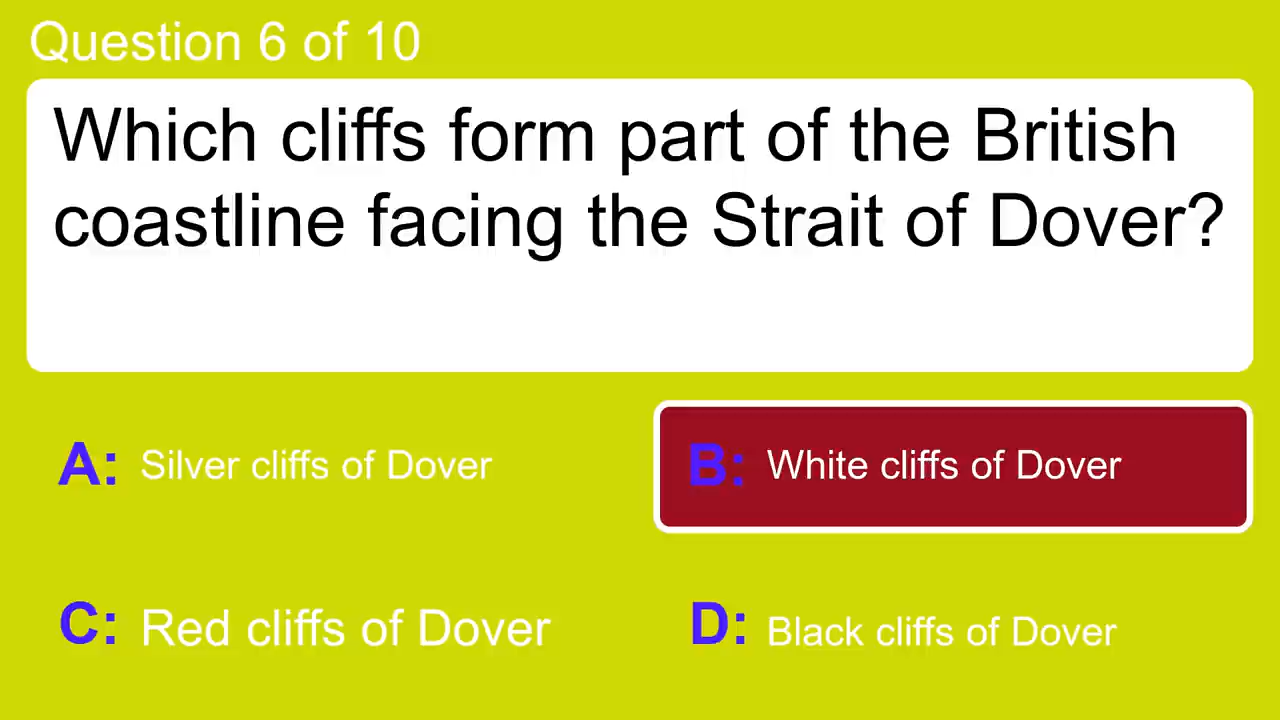 Question 6 of 10
Which cliffs form part of the British
coastline facing the Strait of Dover?
A: Silver cliffs of Dover
B: White cliffs of Dover
C: Red cliffs of Dover
D: Black cliffs of Dover